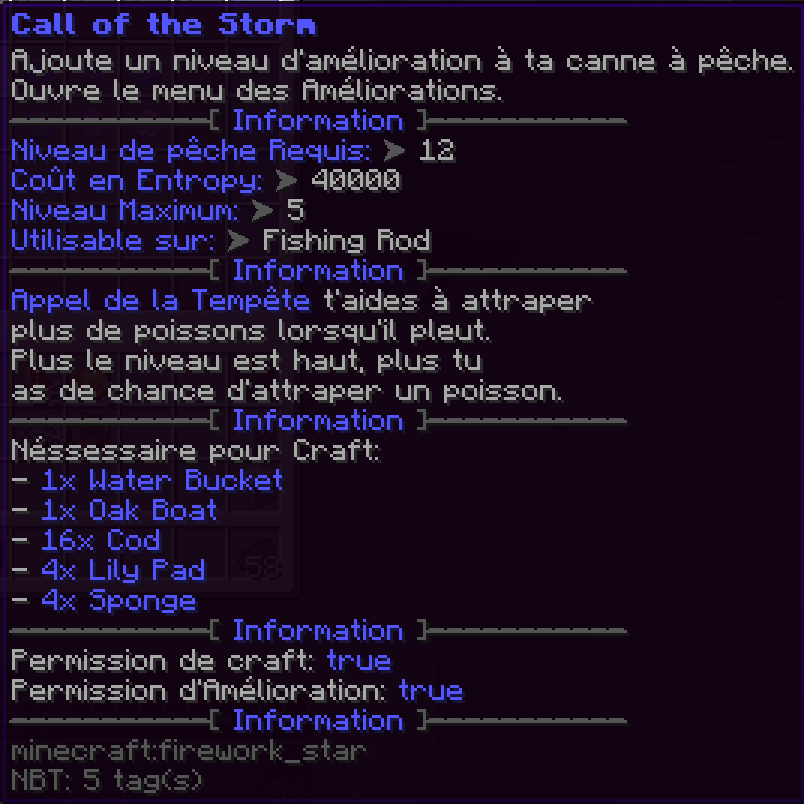 Call of the Storm
Ajoute un niveau d'amélioration à ta canne à pêche.
Ouvre le menu des Améliorations.
[ Information ]
Niveau de pêche Requis: ➤ 12
Coût en Entropy: ➤ 40000
Niveau Maximum: ➤ 5
Utilisable sur: ➤ Fishing Rod
[ Information ]
Appel de la Tempête t'aides à attraper
plus de poissons lorsqu'il pleut.
Plus le niveau est haut, plus tu
as de chance d'attraper un poisson.
[ Information ]
Néssessaire pour Craft:
- 1x Water Bucket
- 1x Oak Boat
- 16x Cod
- 4x Lily Pad
- 4x Sponge
[ Information ]
Permission de craft: true
Permission d'Amélioration: true
[ Information ]
minecraft:firework_star
NBT: 5 tag(s)
58